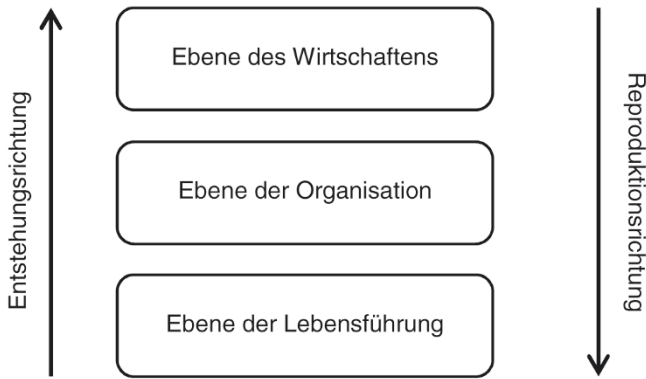 Ebene des Wirtschaftens
Entstehungsrichtung
Ebene der Organisation
Reproduktionsrichtung
Ebene der Lebensführung